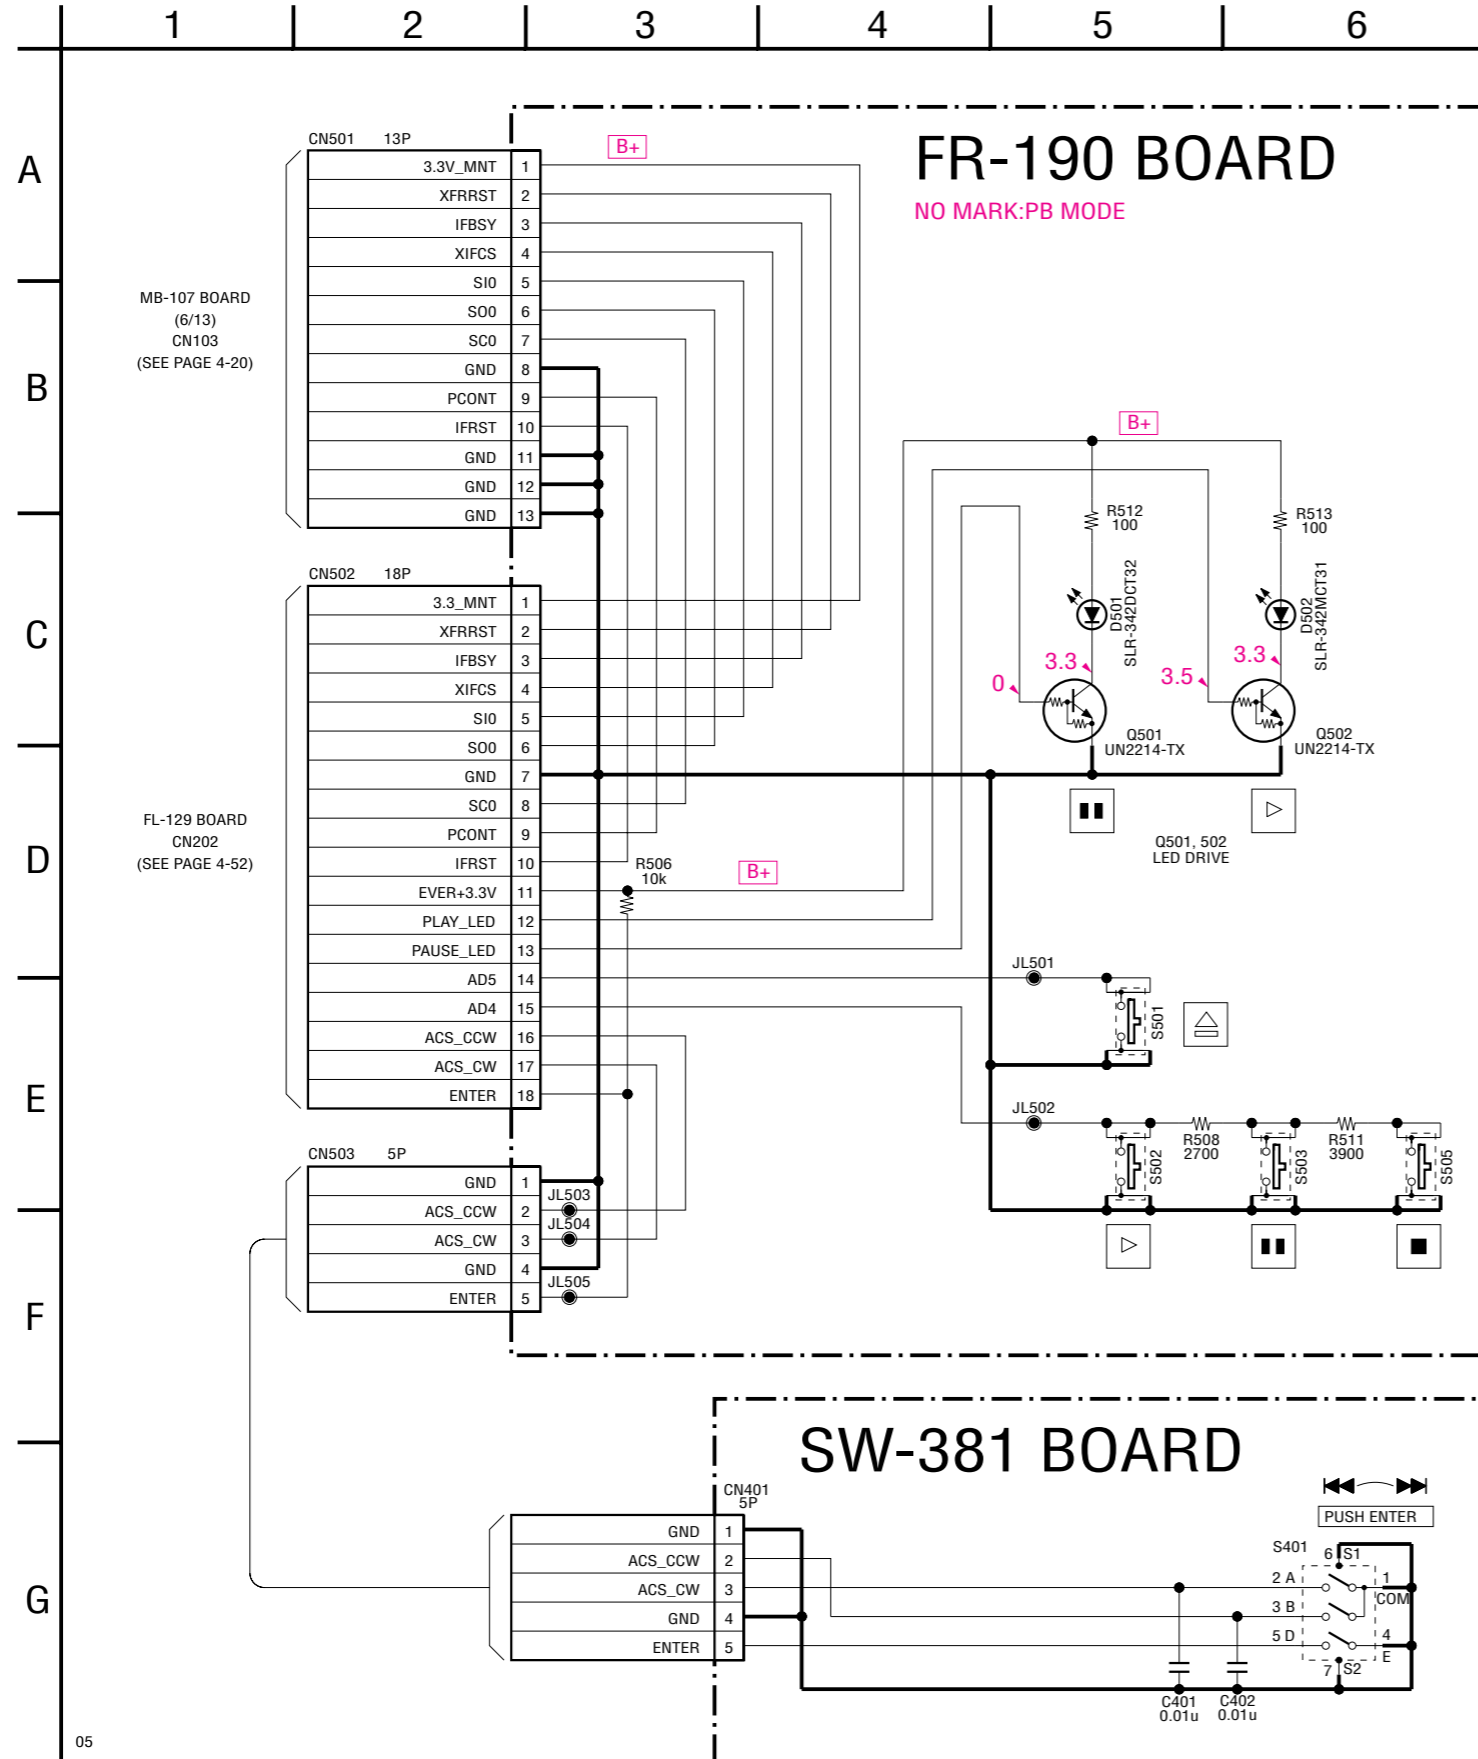 1 2 3 4 5 6
A
B
C
D
E
F
G
FR-190 BOARD
NO MARK:PB MODE
B+
CN501 13P
3.3V_MNT 1
XFRRST 2
IFBSY 3
XIFCS 4
SI0 5
SO0 6
SC0 7
GND 8
PCONT 9
IFRST 10
GND 11
GND 12
GND 13
MB-107 BOARD
(6/13)
CN103
(SEE PAGE 4-20)
CN502 18P
3.3_MNT 1
XFRRST 2
IFBSY 3
XIFCS 4
SI0 5
SO0 6
GND 7
SC0 8
PCONT 9
IFRST 10
EVER+3.3V 11
PLAY_LED 12
PAUSE_LED 13
AD5 14
AD4 15
ACS_CCW 16
ACS_CW 17
ENTER 18
FL-129 BOARD
CN202
(SEE PAGE 4-52)
R506
10k
B+
B+
R512
100
R513
100
D501
SLR-342DCT32
D502
SLR-342MCT31
0
3.3
3.5
3.3
Q501
UN2214-TX
Q502
UN2214-TX
Q501, 502
LED DRIVE
JL501
S501
JL502
S502
R508
2700
S503
R511
3900
S505
CN503 5P
GND 1
ACS_CCW 2
ACS_CW 3
GND 4
ENTER 5
JL503
JL504
JL505
SW-381 BOARD
CN401
5P
GND 1
ACS_CCW 2
ACS_CW 3
GND 4
ENTER 5
PUSH ENTER
S401
6 S1
2 A
1
COM
3 B
5 D
4
E
7 S2
C401
0.01u
C402
0.01u
05